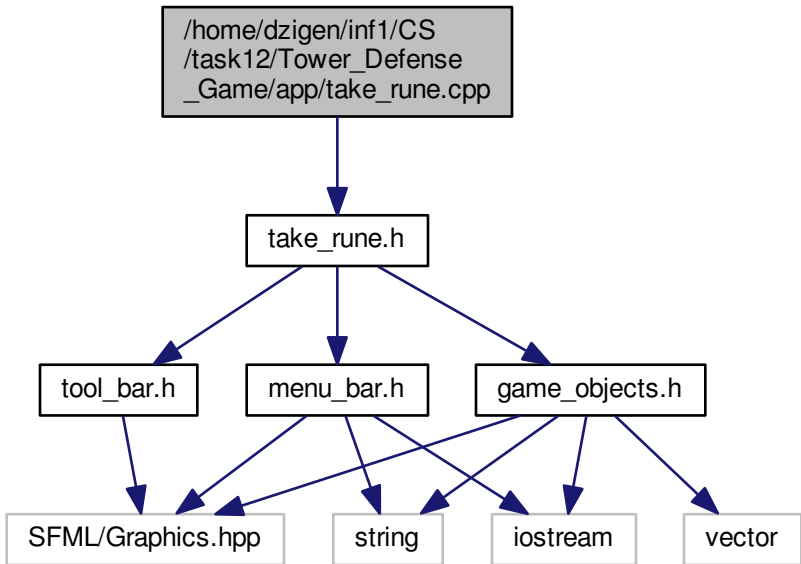 /home/dzigen/inf1/CS
/task12/Tower_Defense
_Game/app/take_rune.cpp
take_rune.h
tool_bar.h
menu_bar.h
game_objects.h
SFML/Graphics.hpp
string
iostream
vector